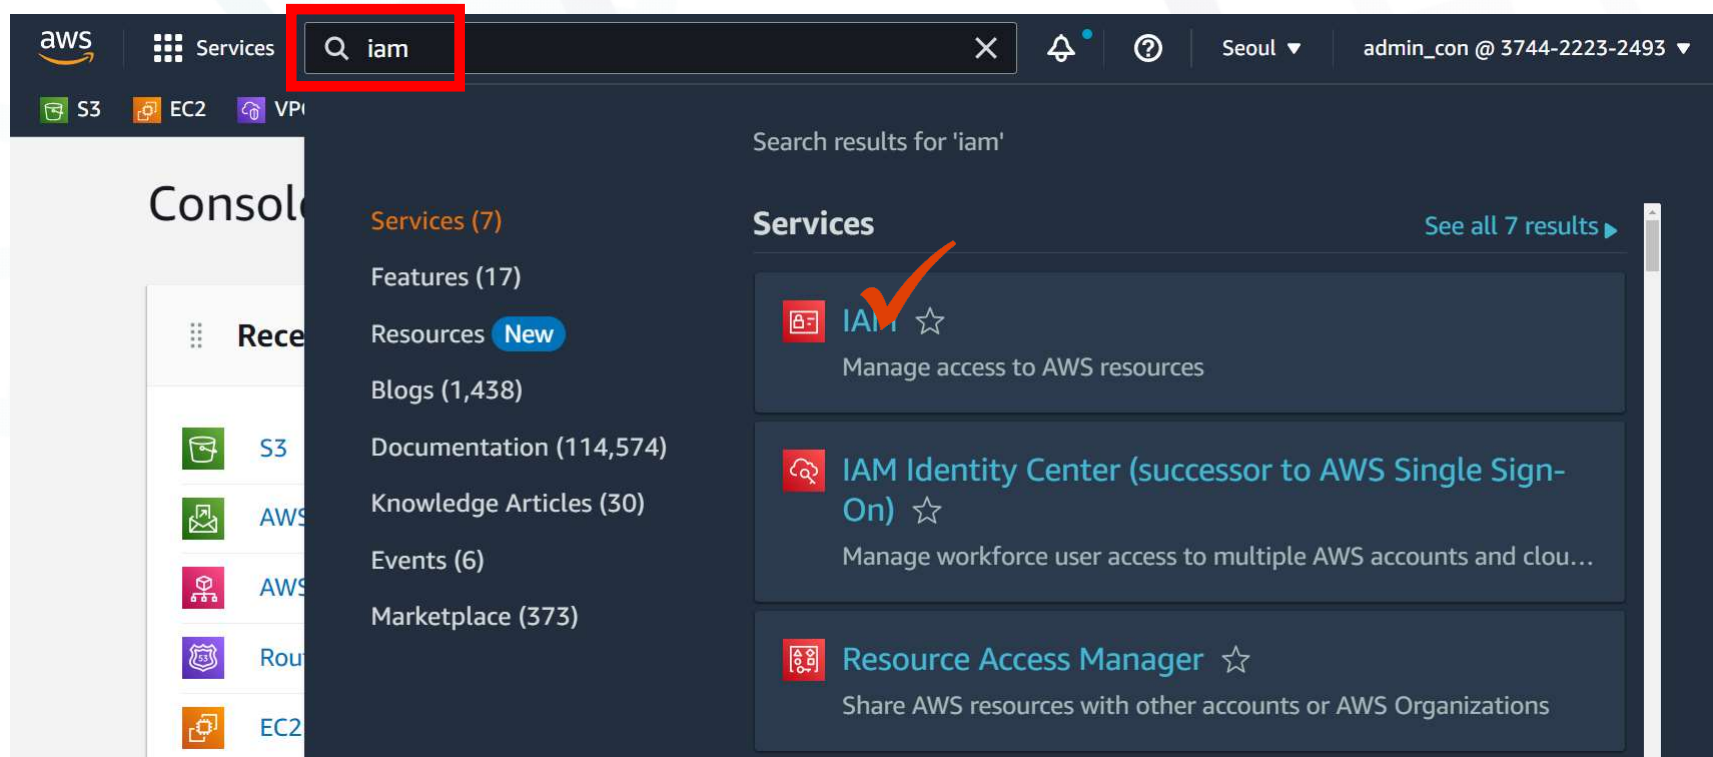 aws Services iam Seoul admin_con @ 3744-2223-2493
S3 EC2
Search results for 'iam'
Services (7)
Features (17)
Resources New
Blogs (1,438)
Documentation (114,574)
Knowledge Articles (30)
Events (6)
Marketplace (373)
Services See all 7 results
IAM
Manage access to AWS resources
IAM Identity Center (successor to AWS Single Sign-
On)
Manage workforce user access to multiple AWS accounts and clou...
Resource Access Manager
Share AWS resources with other accounts or AWS Organizations
S3
AWS
AWS
EC2